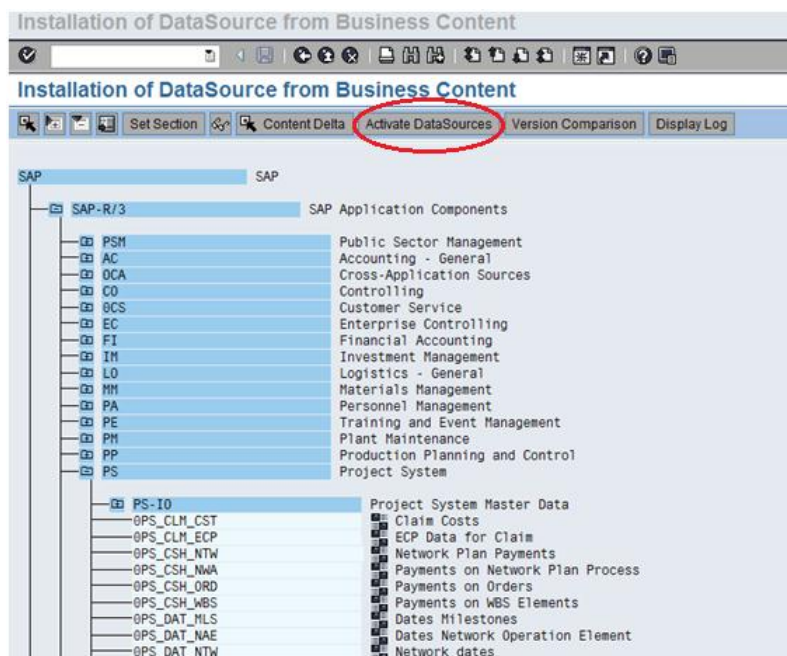 Installation of DataSource from Business Content
Installation of DataSource from Business Content
Set Section Content Delta Activate DataSources Version Comparison Display Log
SAP SAP
SAP-R/3 SAP Application Components
PSM Public Sector Management
AC Accounting - General
0CA Cross-Application Sources
CO Controlling
0CS Customer Service
EC Enterprise Controlling
FI Financial Accounting
IM Investment Management
LO Logistics - General
MM Materials Management
PA Personnel Management
PE Training and Event Management
PM Plant Maintenance
PP Production Planning and Control
PS Project System
PS-IO Project System Master Data
0PS_CLM_CST Claim Costs
0PS_CLM_ECP ECP Data for Claim
0PS_CSH_NTW Network Plan Payments
0PS_CSH_NWA Payments on Network Plan Process
0PS_CSH_ORD Payments on Orders
0PS_CSH_WBS Payments on WBS Elements
0PS_DAT_MLS Dates Milestones
0PS_DAT_NAE Dates Network Operation Element
0PS_DAT_NTW Network dates